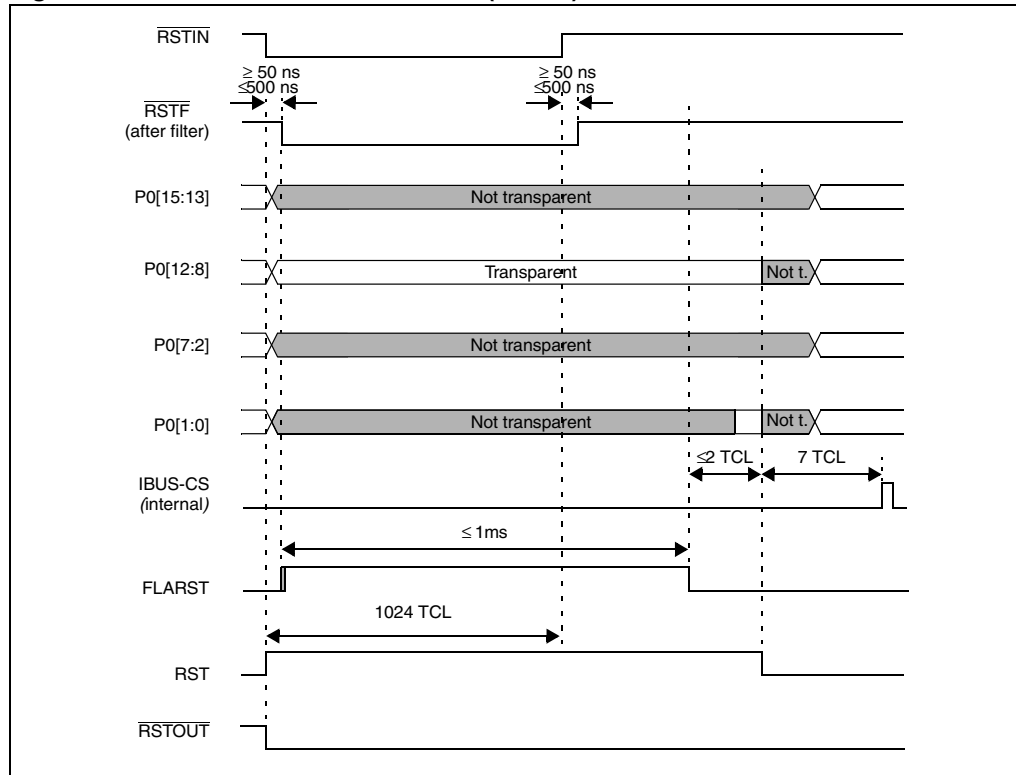 RSTIN
≥ 50 ns ≥ 50 ns
≤500 ns ≤500 ns
RSTF
(after filter)
P0[15:13] Not transparent
P0[12:8] Transparent Not t.
P0[7:2] Not transparent
P0[1:0] Not transparent Not t.
≤2 TCL 7 TCL
IBUS-CS
(internal)
≤ 1ms
FLARST
1024 TCL
RST
RSTOUT